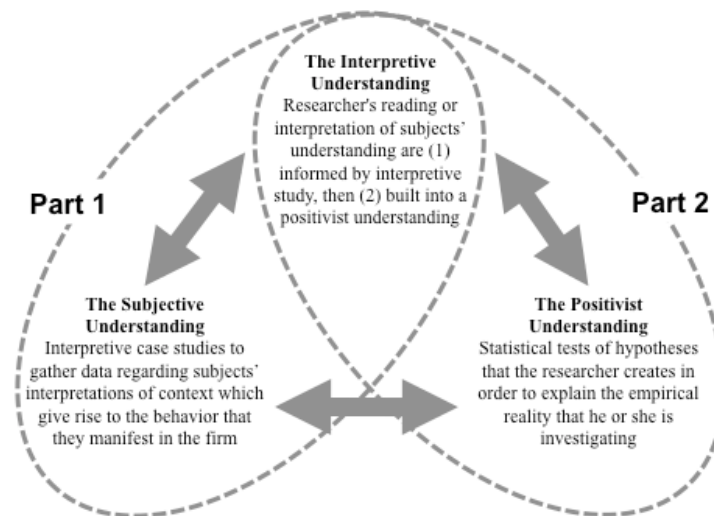 The Interpretive
Understanding
Researcher's reading or
interpretation of subjects’
understanding are (1)
informed by interpretive
study, then (2) built into a
positivist understanding
Part 1
Part 2
The Subjective
Understanding
Interpretive case studies to
gather data regarding subjects’
interpretations of context which
give rise to the behavior that
they manifest in the firm
The Positivist
Understanding
Statistical tests of hypotheses
that the researcher creates in
order to explain the empirical
reality that he or she is
investigating